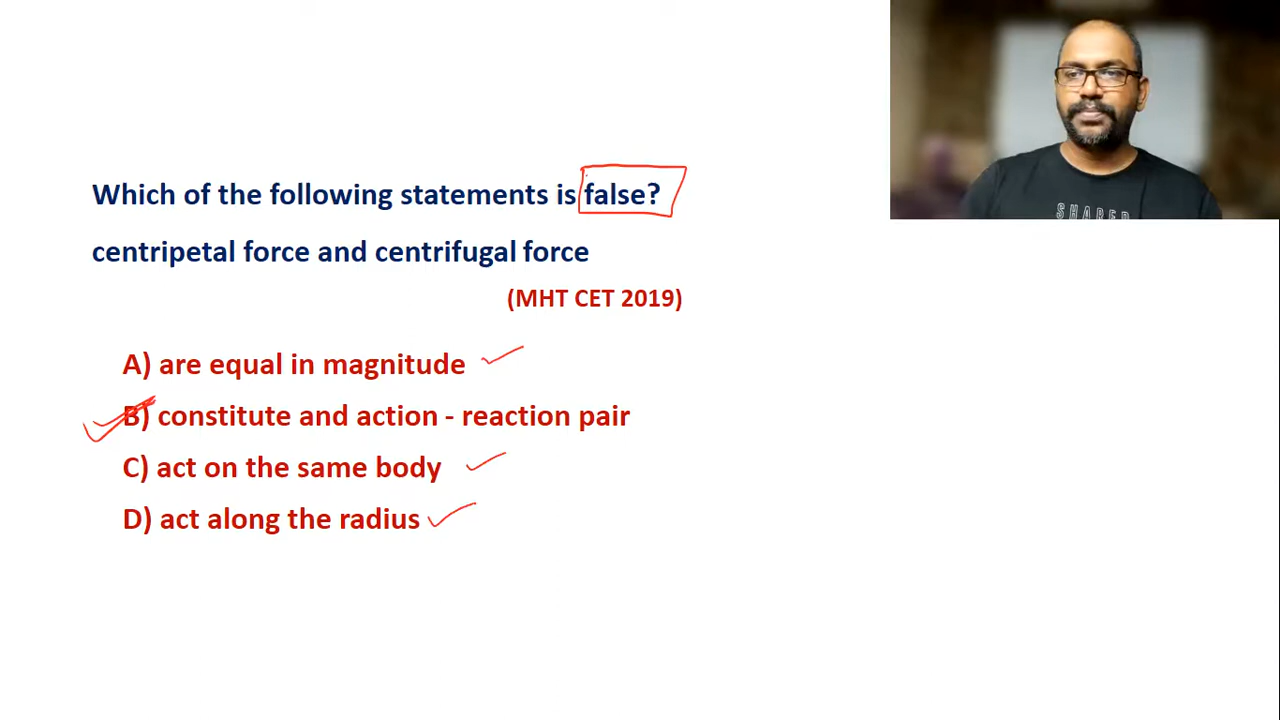 Which of the following statements is false?
centripetal force and centrifugal force
(MHT CET 2019)
A) are equal in magnitude
B) constitute and action - reaction pair
C) act on the same body
D) act along the radius
SHARED